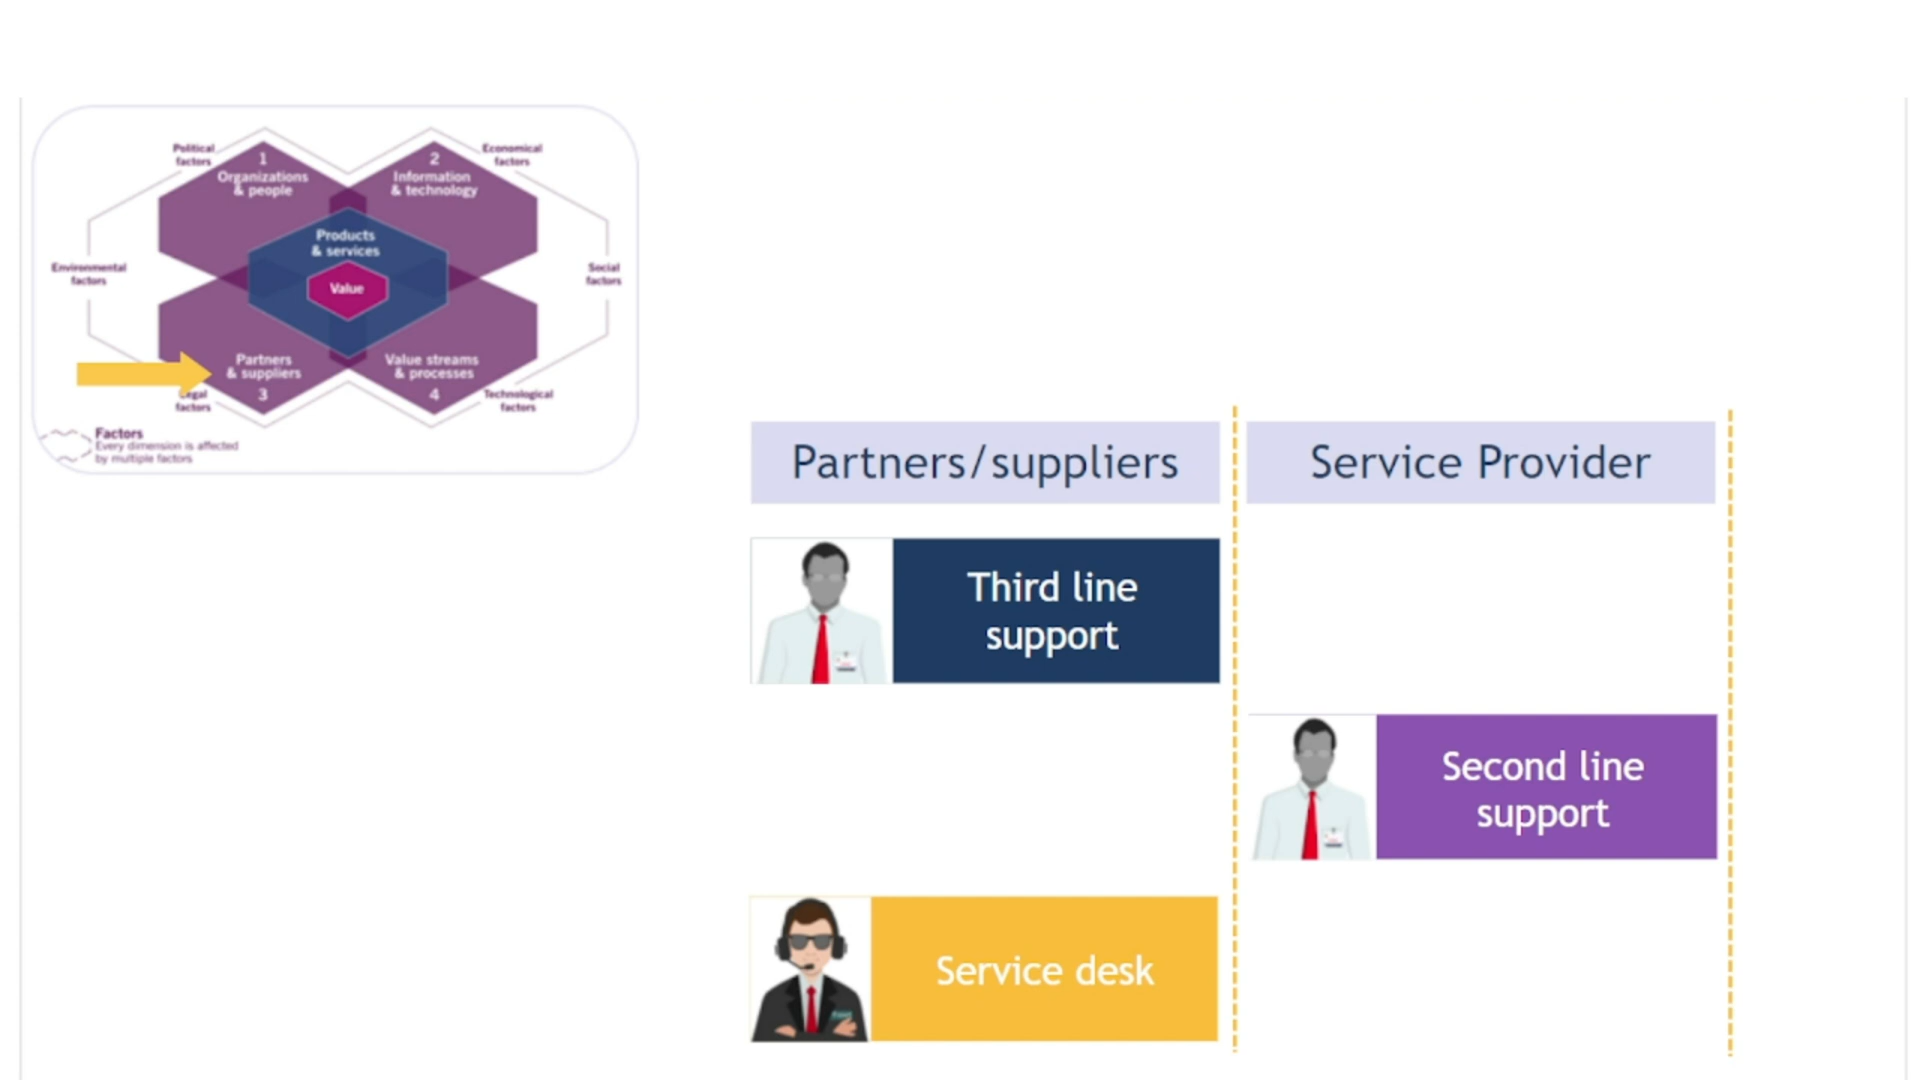 Political
factors
Economical
factors
1
Organizations
& people
2
Information
& technology
Products
& services
Environmental
factors
Social
factors
Value
Partners
& suppliers
3
Value streams
& processes
4
factors
Technological
factors
Factors
Every dimension is affected
by multiple factors
Partners/suppliers
Service Provider
Third line
support
Second line
support
Service desk